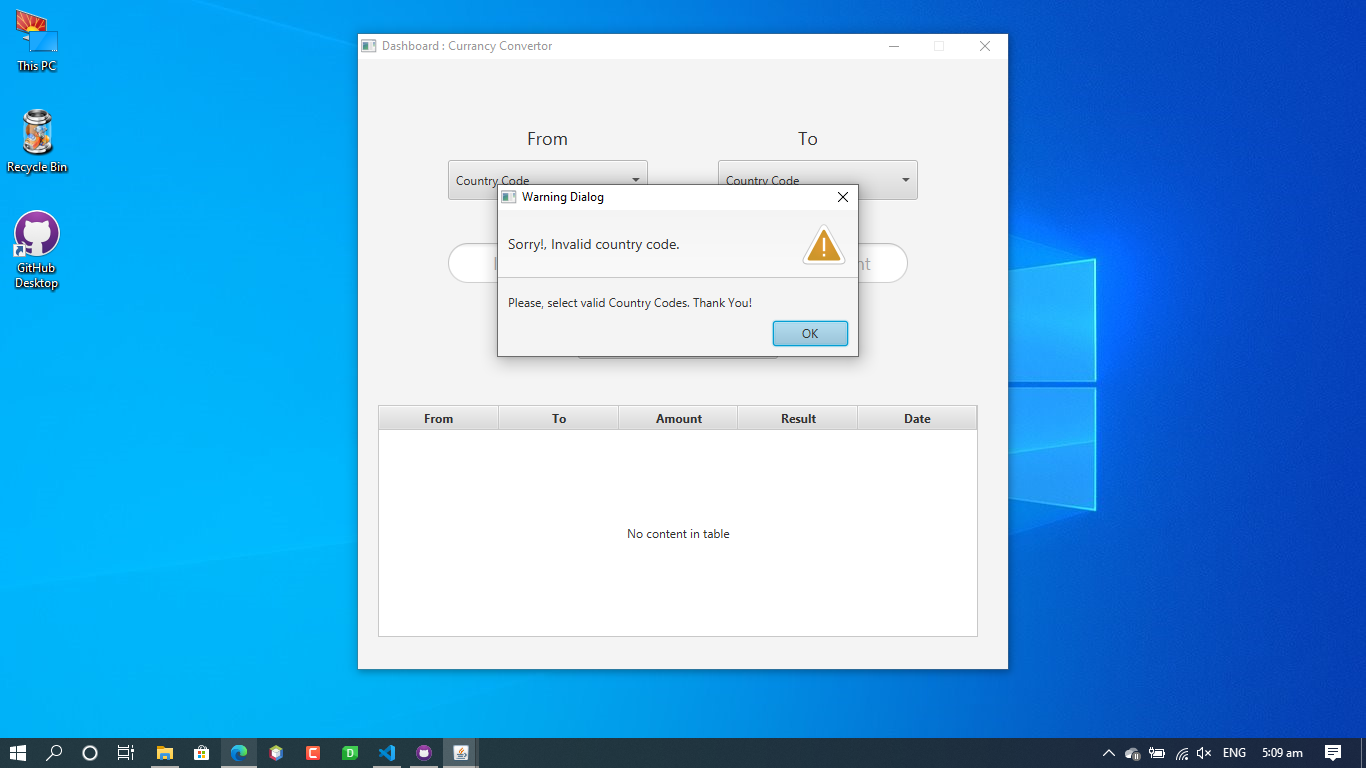 This PC
Recycle Bin
GitHub
Desktop
Dashboard : Currancy Convertor
From
To
Country Code
Country Code
Warning Dialog
Sorry!, Invalid country code.
Please, select valid Country Codes. Thank You!
OK
From To Amount Result Date
No content in table
ENG
5:09 am